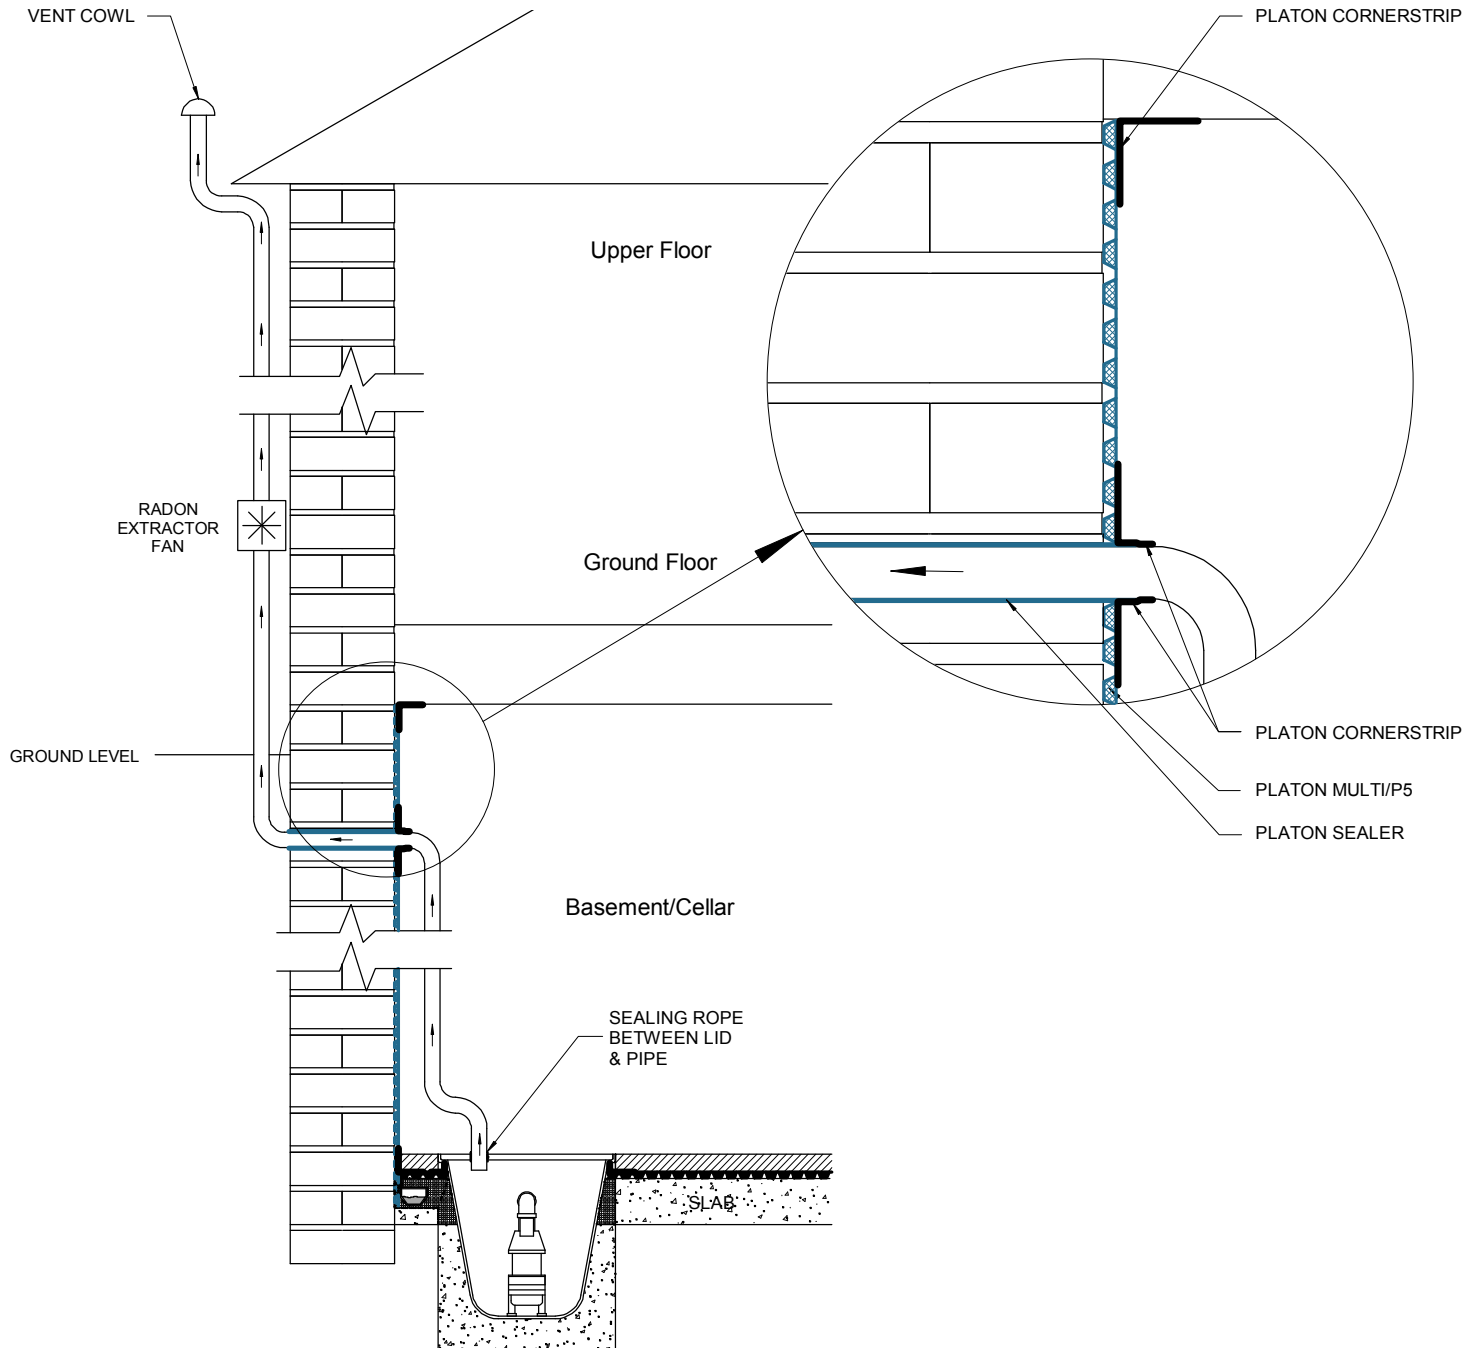 VENT COWL
PLATON CORNERSTRIP
Upper Floor
RADON
EXTRACTOR
FAN
Ground Floor
PLATON CORNERSTRIP
GROUND LEVEL
PLATON MULTI/P5
PLATON SEALER
Basement/Cellar
SEALING ROPE
BETWEEN LID
& PIPE
SLAB